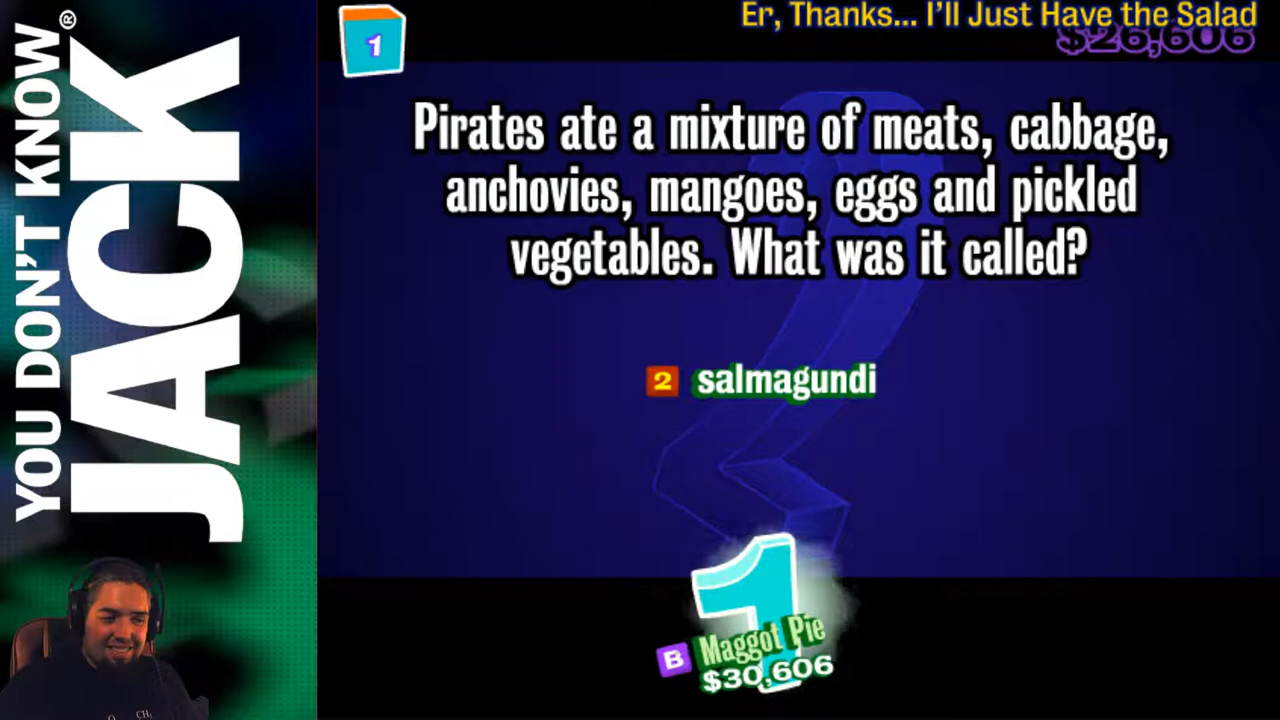 YOU DON'T KNOW
JACK®
1
Er, Thanks... I'll Just Have the Salad
$26,606
Pirates ate a mixture of meats, cabbage,
anchovies, mangoes, eggs and pickled
vegetables. What was it called?
2 salmagundi
1
B Maggot Pie
$30,606